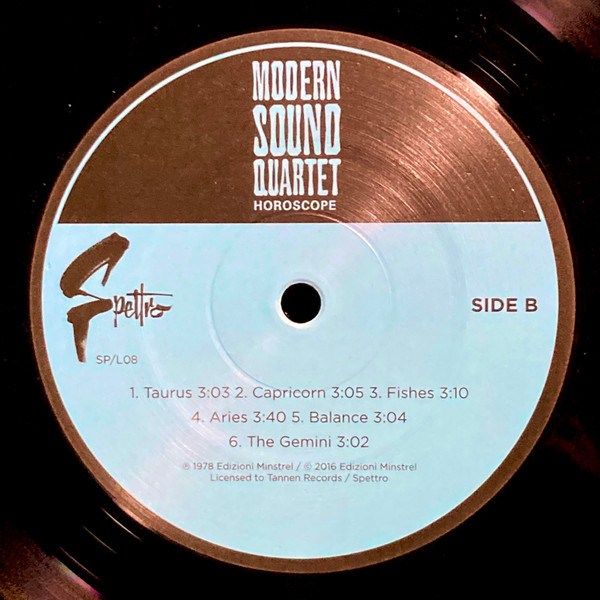 MODERN
SOUND
QUARTET
HOROSCOPE
Spettro
SIDE B
SP/L08
1. Taurus 3:03 2. Capricorn 3:05 3. Fishes 3:10
4. Aries 3:40 5. Balance 3:04
6. The Gemini 3:02
℗ 1978 Edizioni Minstrel / © 2016 Edizioni Minstrel
Licensed to Tannen Records / Spettro